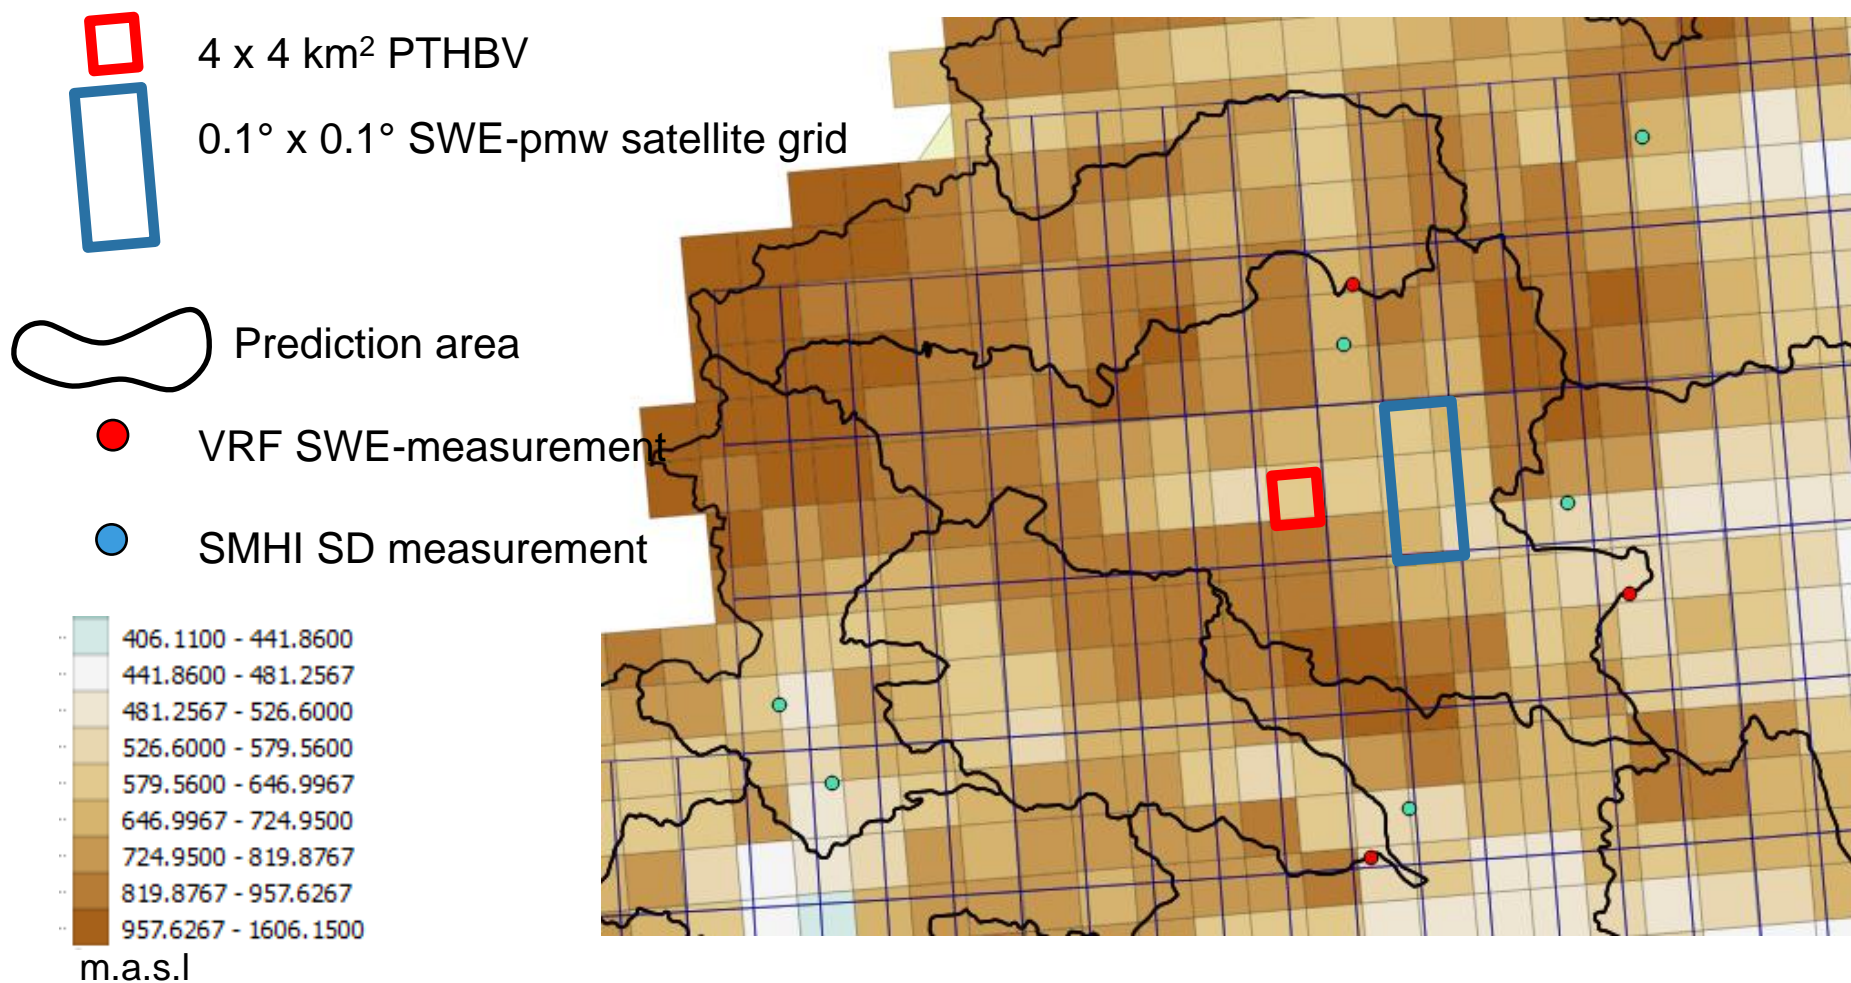 4 x 4 km² PTHBV
0.1° x 0.1° SWE-pmw satellite grid
Prediction area
VRF SWE-measurement
SMHI SD measurement
406.1100 - 441.8600
441.8600 - 481.2567
481.2567 - 526.6000
526.6000 - 579.5600
579.5600 - 646.9967
646.9967 - 724.9500
724.9500 - 819.8767
819.8767 - 957.6267
957.6267 - 1606.1500
m.a.s.l